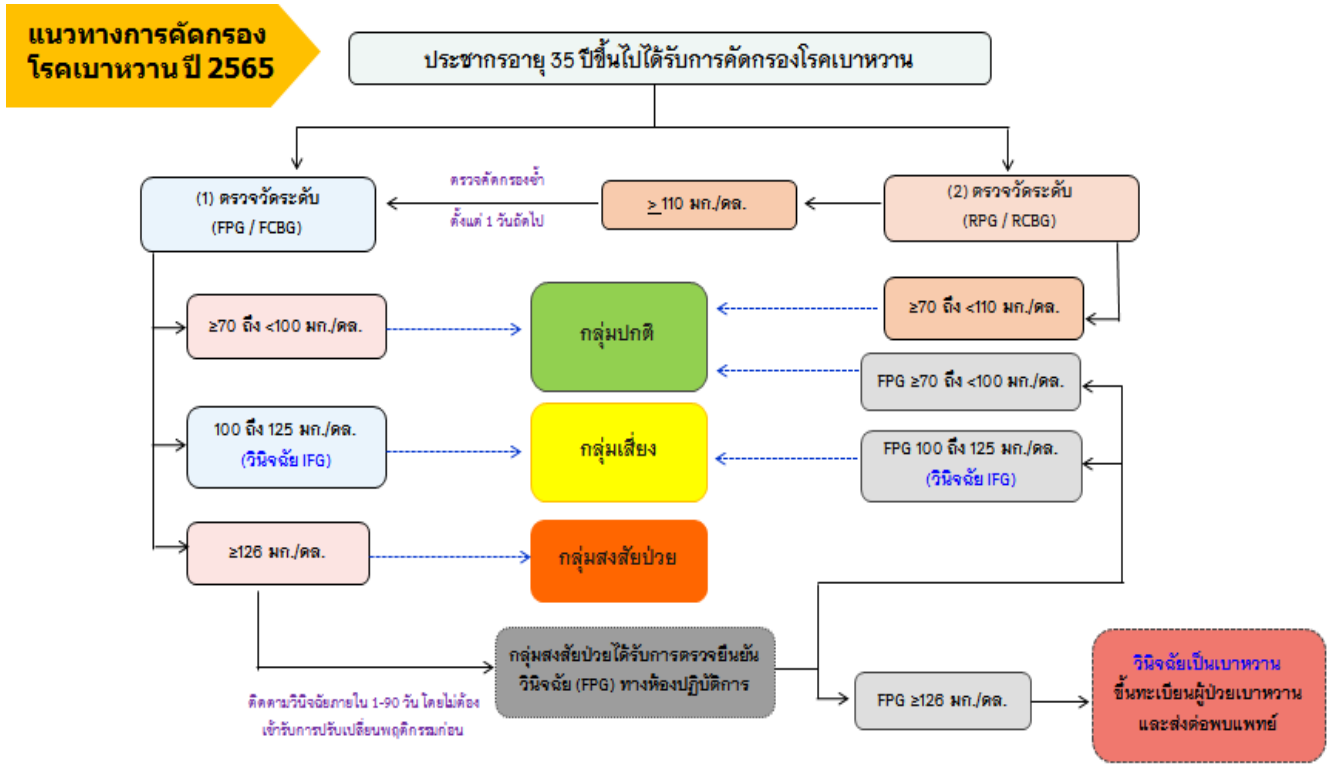 แนวทางการคัดกรอง
โรคเบาหวาน ปี 2565
ประชากรอายุ 35 ปีขึ้นไปได้รับการคัดกรองโรคเบาหวาน
(1) ตรวจวัดระดับ
(FPG / FCBG)
ตรวจคัดกรองซ้ำ
ตั้งแต่ 1 วันถัดไป
≥ 110 มก./ดล.
(2) ตรวจวัดระดับ
(RPG / RCBG)
≥70 ถึง <100 มก./ดล.
กลุ่มปกติ
≥70 ถึง <110 มก./ดล.
FPG ≥70 ถึง <100 มก./ดล.
100 ถึง 125 มก./ดล.
(วินิจฉัย IFG)
กลุ่มเสี่ยง
FPG 100 ถึง 125 มก./ดล.
(วินิจฉัย IFG)
≥126 มก./ดล.
กลุ่มสงสัยป่วย
กลุ่มสงสัยป่วยได้รับการตรวจยืนยัน
วินิจฉัย (FPG) ทางห้องปฏิบัติการ
ติดตามวินิจฉัยภายใน 1-90 วัน โดยไม่ต้อง
เข้ารับการปรับเปลี่ยนพฤติกรรมก่อน
FPG ≥126 มก./ดล.
วินิจฉัยเป็นเบาหวาน
ขึ้นทะเบียนผู้ป่วยเบาหวาน
และส่งต่อพบแพทย์